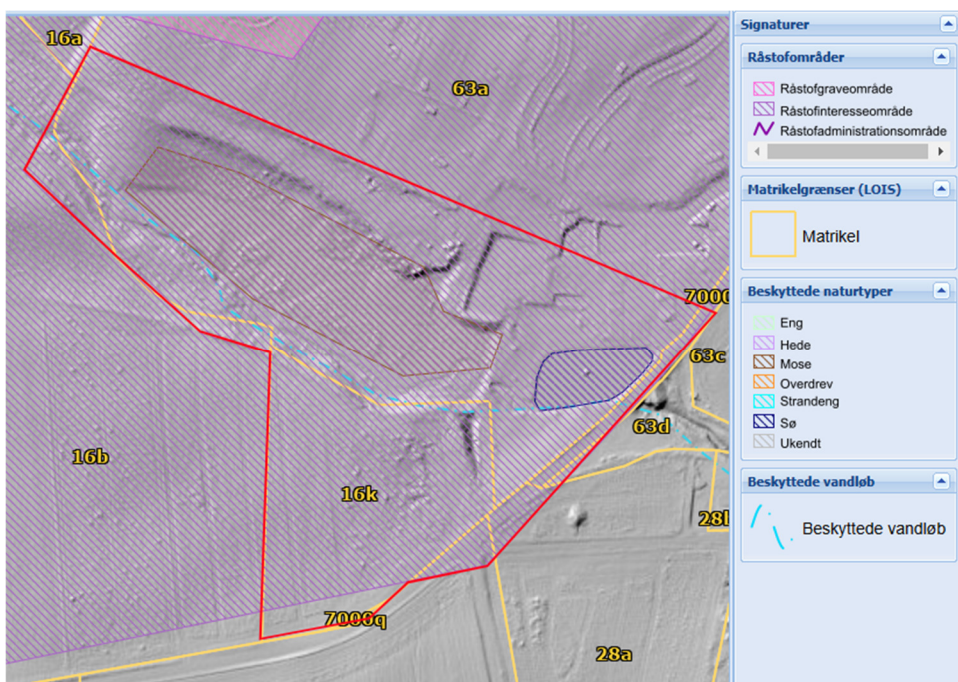 16a
63a
7000
63c
63d
16b
16k
28
7000q
28a
Signaturer
Råstofområder
Råstofgraveområde
Råstofinteresseområde
Råstofadministrationsområde
Matrikelgrænser (LOIS)
Matrikel
Beskyttede naturtyper
Eng
Hede
Mose
Overdrev
Strandeng
Sø
Ukendt
Beskyttede vandløb
Beskyttede vandløb